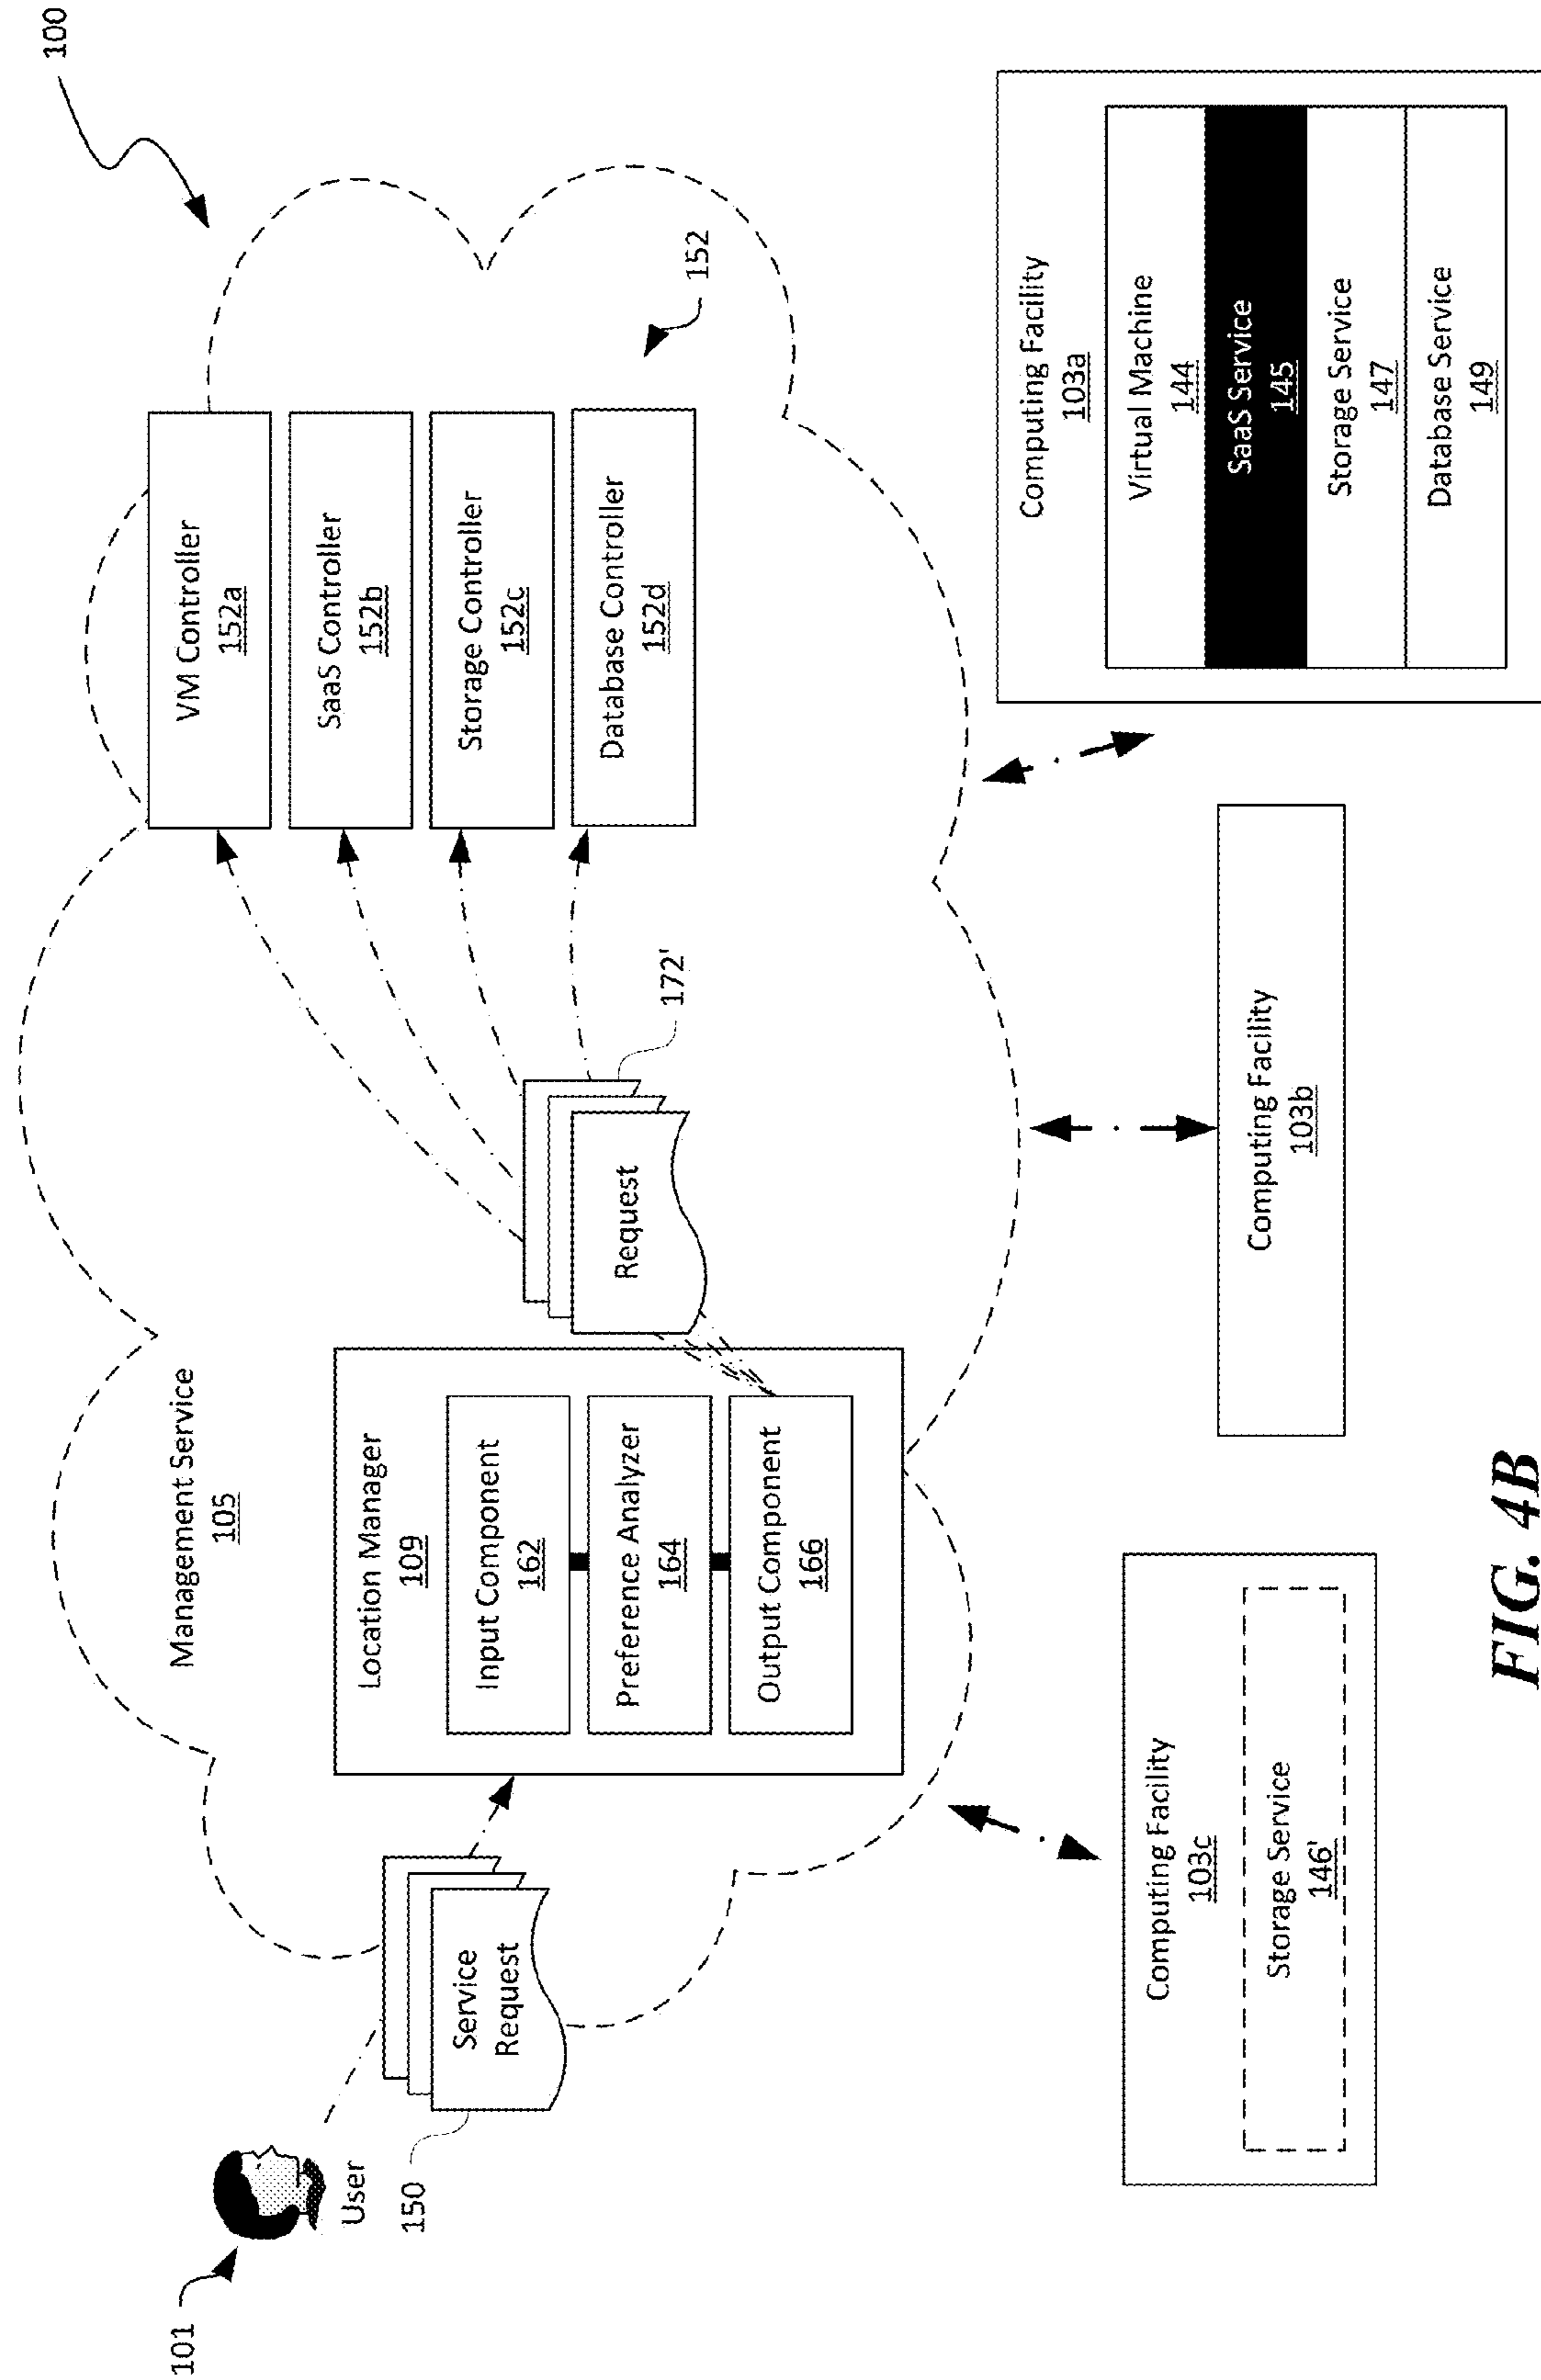 100
Management Service
105
101
User
150
Service
Request
Location Manager
109
Input Component
162
Preference Analyzer
164
Output Component
166
Request
172'
VM Controller
152a
SaaS Controller
152b
Storage Controller
152c
Database Controller
152d
152
Computing Facility
103c
Storage Service
146'
Computing Facility
103b
Computing Facility
103a
Virtual Machine
144
SaaS Service
145
Storage Service
147
Database Service
149
FIG. 4B